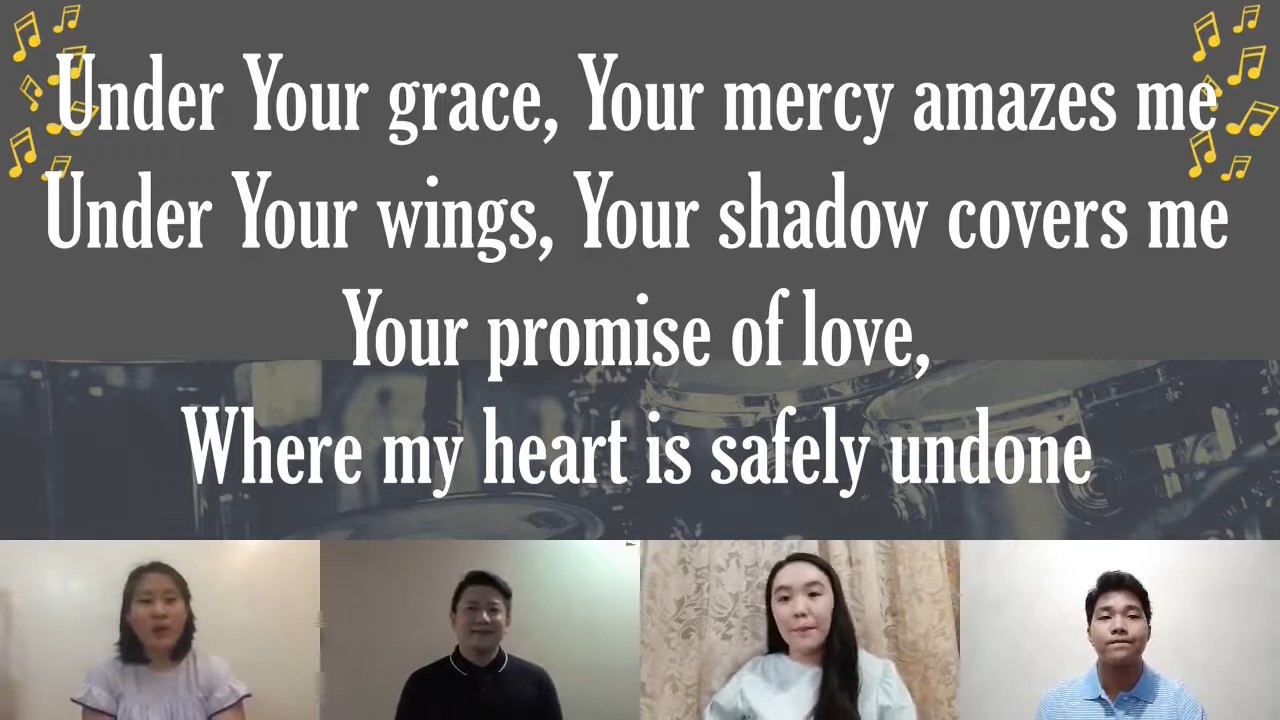 Under Your grace, Your mercy amazes me
Under Your wings, Your shadow covers me
Your promise of love,
Where my heart is safely undone